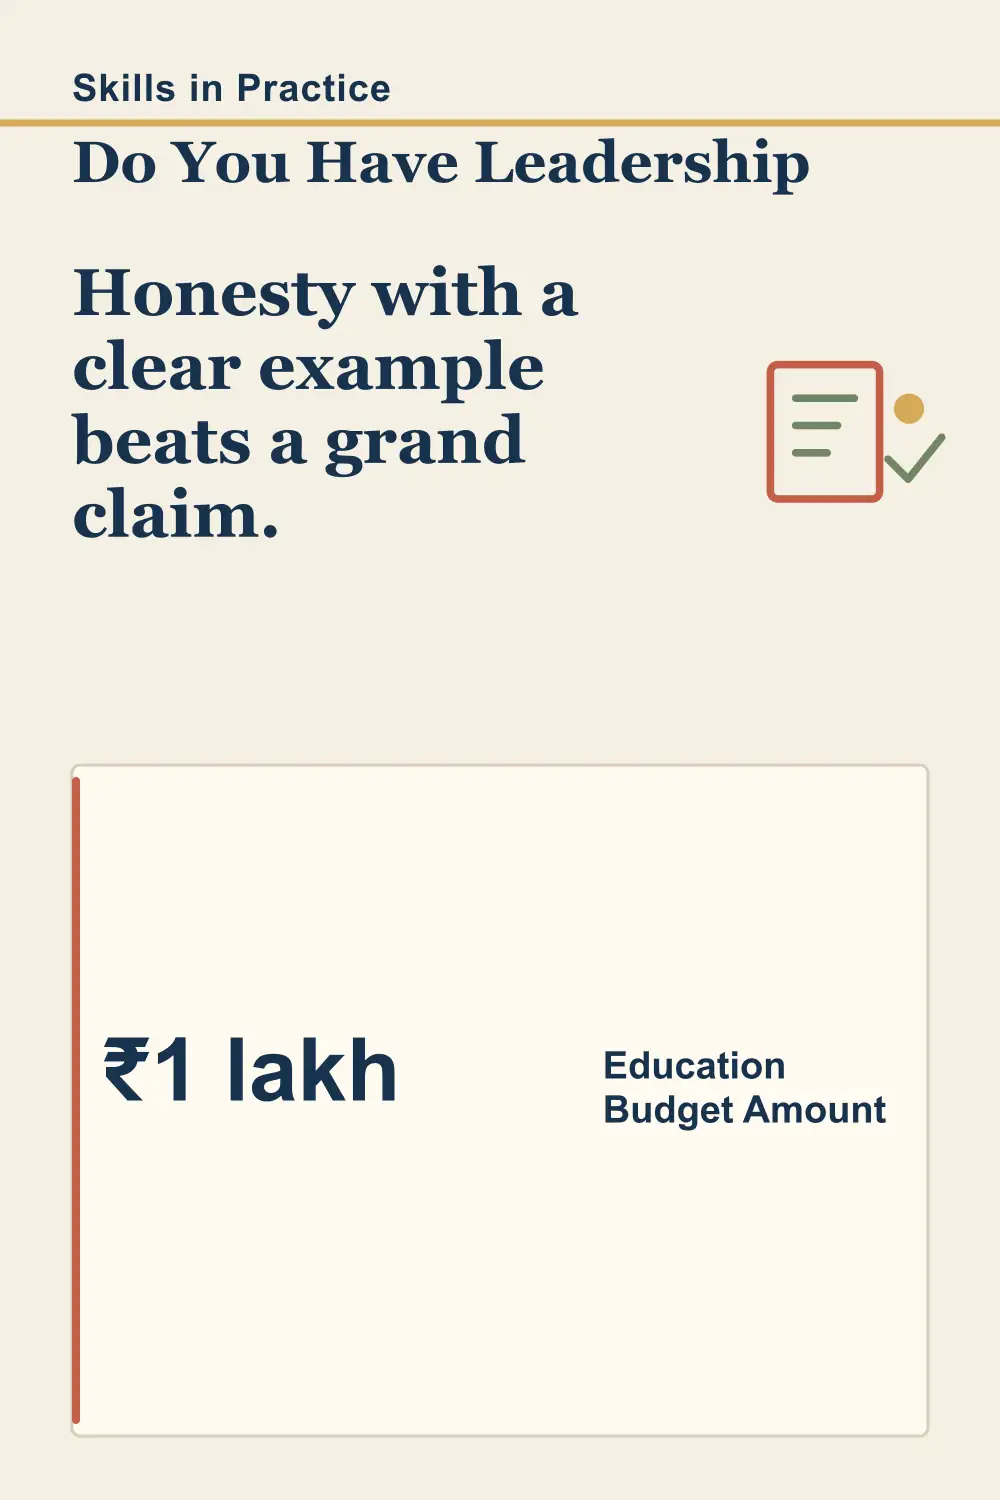 Skills in Practice
Do You Have Leadership
Honesty with a
clear example
beats a grand
claim.
₹1 lakh
Education
Budget Amount